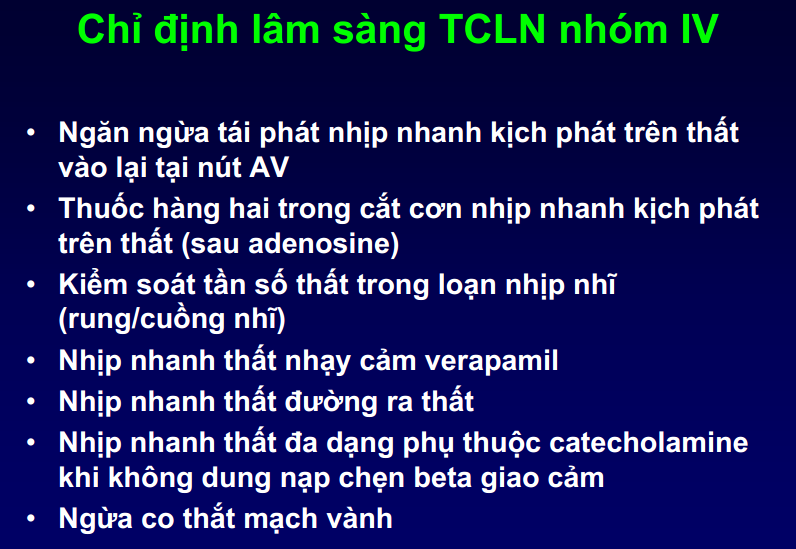 Chỉ định lâm sàng TCLN nhóm IV
• Ngăn ngừa tái phát nhịp nhanh kịch phát trên thất
vào lại tại nút AV
• Thuốc hàng hai trong cắt cơn nhịp nhanh kịch phát
trên thất (sau adenosine)
• Kiểm soát tần số thất trong loạn nhịp nhĩ
(rung/cuồng nhĩ)
• Nhịp nhanh thất nhạy cảm verapamil
• Nhịp nhanh thất đường ra thất
• Nhịp nhanh thất đa dạng phụ thuộc catecholamine
khi không dung nạp chẹn beta giao cảm
• Ngừa co thắt mạch vành